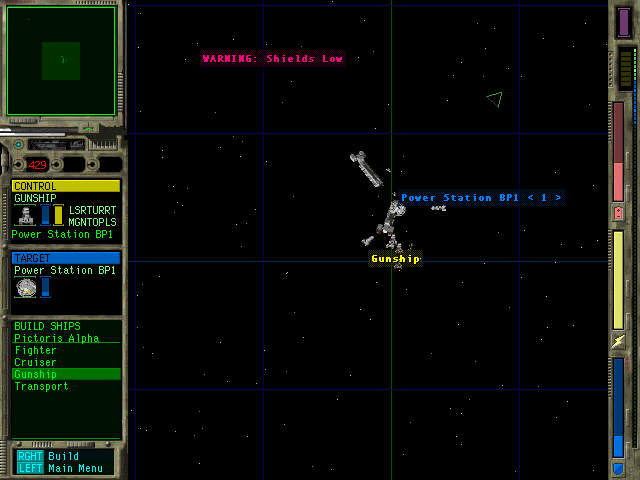 WARNING: Shields Low
429
CONTROL
GUNSHIP
LSRTURRT
MGNTOPLS
Power Station BP1
TARGET
Power Station BP1
BUILD SHIPS
Pictoris Alpha
Fighter
Cruiser
Gunship
Transport
RGHT Build
LEFT Main Menu
Power Station BP1 < 1 >
Gunship